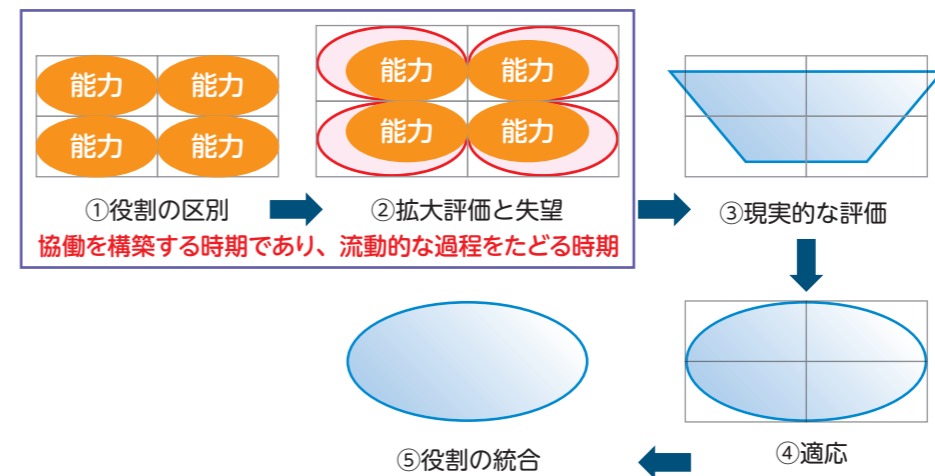 能力 能力
能力 能力
①役割の区別
能力 能力
能力 能力
②拡大評価と失望
協働を構築する時期であり、流動的な過程をたどる時期
③現実的な評価
④適応
⑤役割の統合